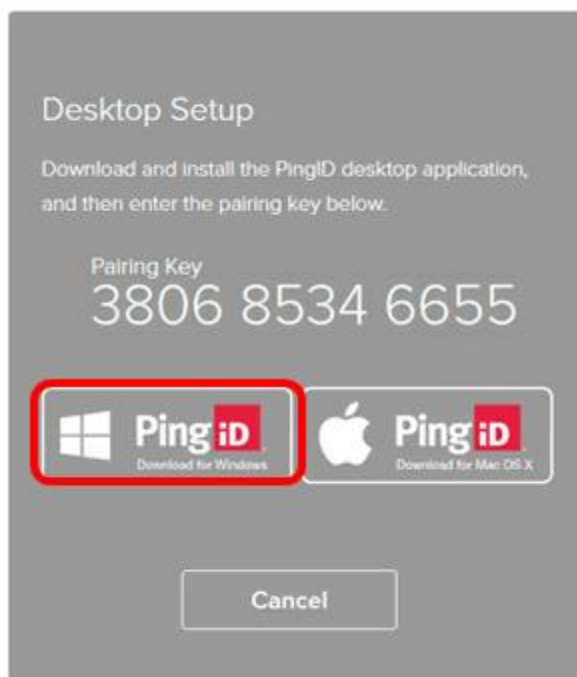 Desktop Setup
Download and install the PingID desktop application,
and then enter the pairing key below.
Pairing Key
3806 8534 6655
Ping iD
Download for Windows
Ping iD
Download for Mac OS X
Cancel